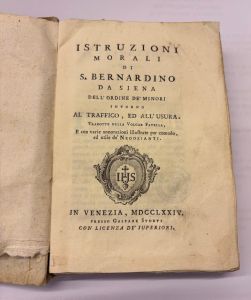 ISTRUZIONI
MORALI
DI
S. BERNARDINO
DA SIENA
DELL'ORDINE DE' MINORI
INTORNO
AL TRAFFICO, ED ALL'USURA.
TRADOTTE NELLA VOLGAR FAVELLA,
E con varie annotazioni illustrate per comodo,
ed utile de' NEGOZIANTI.
IHS
IN VENEZIA, MDCCLXXIV.
PRESSO GAETANO STORTI
CON LICENZA DE' SUPERIORI.